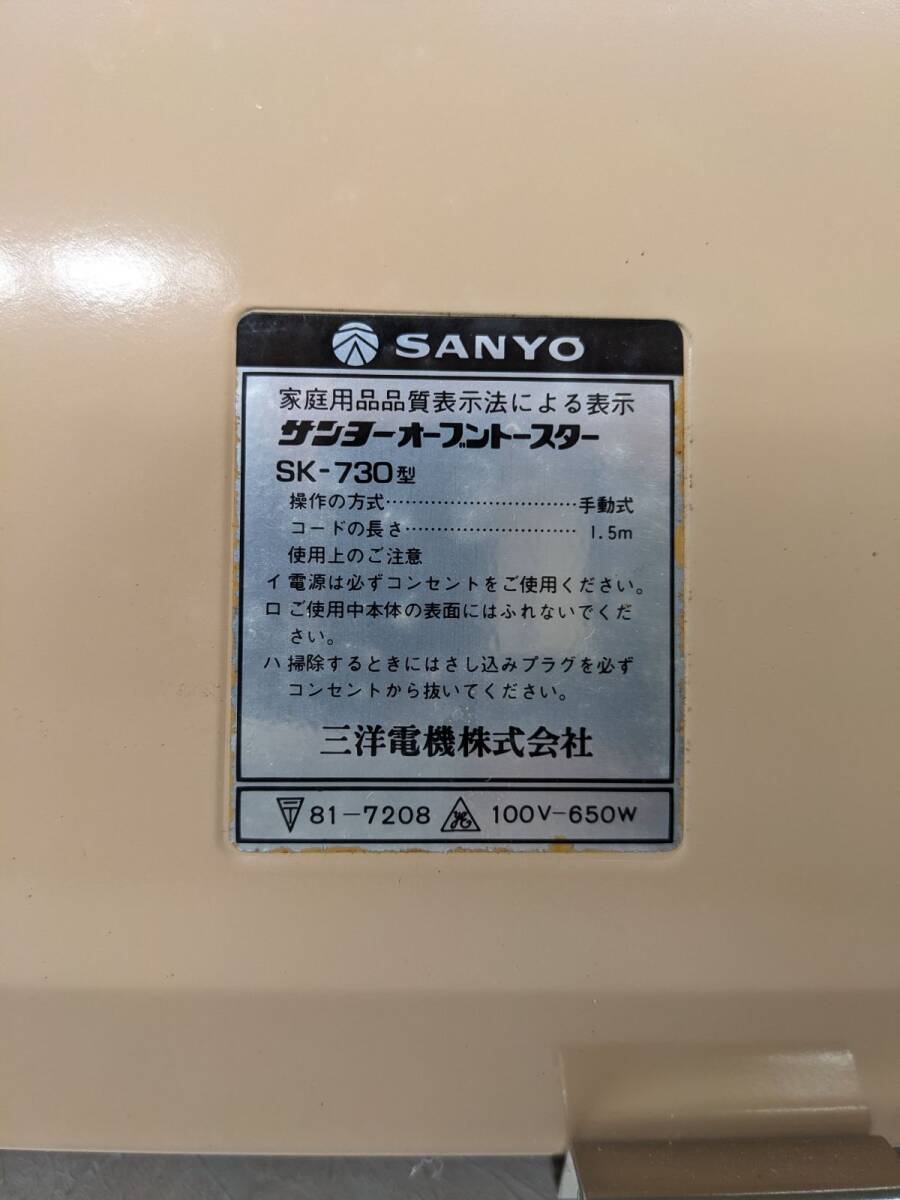 SANYO
家庭用品品質表示法による表示
サンヨーオーブントースター
SK-730型
操作の方式…………………………手動式
コードの長さ……………………… 1.5m
使用上のご注意
イ 電源は必ずコンセントをご使用ください。
ロ ご使用中本体の表面にはふれないでくだ
さい。
ハ 掃除するときにはさし込みプラグを必ず
コンセントから抜いてください。
三洋電機株式会社
〒 81-7208 100V-650W